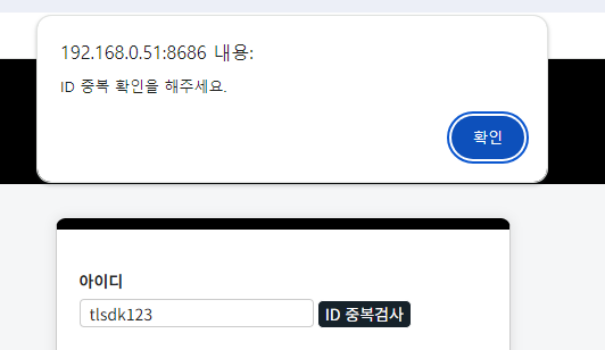 192.168.0.51:8686 내용:
ID 중복 확인을 해주세요.
확인
아이디
tlsdk123 ID 중복검사